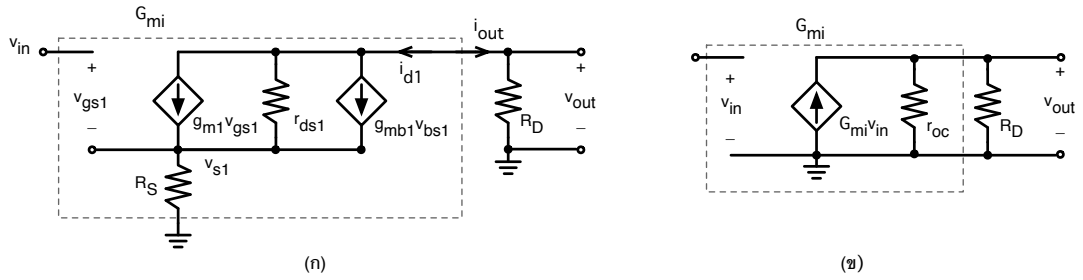 G_mi
v_in
+
v_gs1
−
g_m1v_gs1
r_ds1
g_mb1v_bs1
i_d1
i_out
R_D
+
v_out
−
v_s1
R_S
(ก)
G_mi
+
v_in
−
G_miv_in
r_oc
R_D
+
v_out
−
(ข)